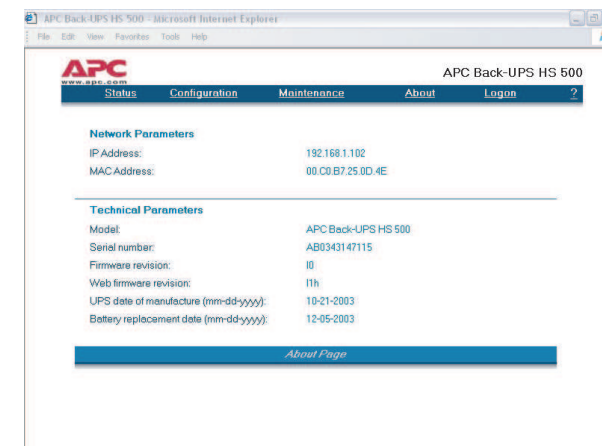 APC Back-UPS HS 500 - Microsoft Internet Explorer
File Edit View Favorites Tools Help
APC
www.apc.com
APC Back-UPS HS 500
Status Configuration Maintenance About Logon ?
Network Parameters
IP Address: 192.168.1.102
MAC Address: 00.C0.B7.25.0D.4E
Technical Parameters
Model: APC Back-UPS HS 500
Serial number: AB0343147115
Firmware revision: I0
Web firmware revision: I1h
UPS date of manufacture (mm-dd-yyyy): 10-21-2003
Battery replacement date (mm-dd-yyyy): 12-05-2003
About Page